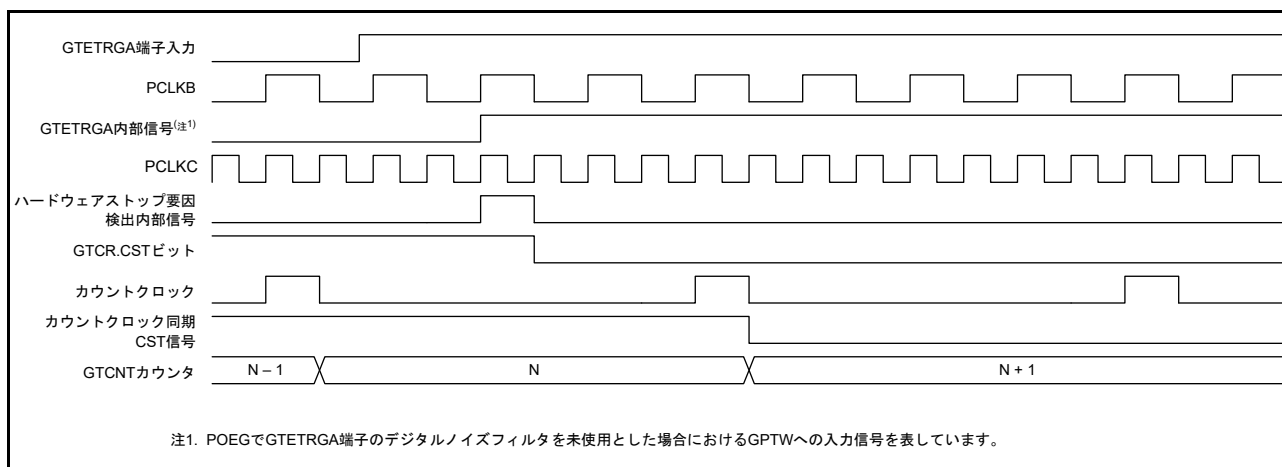 GTETRGA端子入力
PCLKB
GTETRGA内部信号(注1)
PCLKC
ハードウェアストップ要因
検出内部信号
GTCR.CSTビット
カウントクロック
カウントクロック同期
CST信号
GTCNTカウンタ
N – 1
N
N + 1
注1. POEGでGTETRGA端子のデジタルノイズフィルタを未使用とした場合におけるGPTWへの入力信号を表しています。